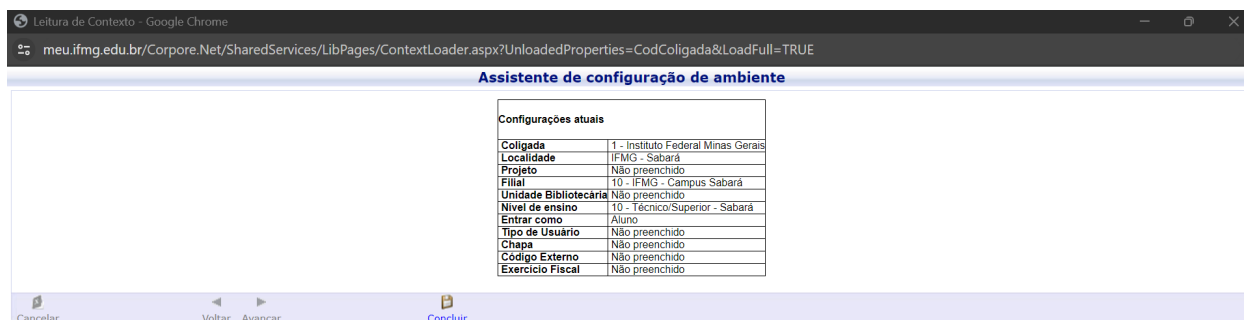 Leitura de Contexto - Google Chrome
meu.ifmg.edu.br/Corpore.Net/SharedServices/LibPages/ContextLoader.aspx?UnloadedProperties=CodColigada&LoadFull=TRUE
Assistente de configuração de ambiente
Configurações atuais
Coligada 1 - Instituto Federal Minas Gerais
Localidade IFMG - Sabará
Projeto Não preenchido
Filial 10 - IFMG - Campus Sabará
Unidade Bibliotecária Não preenchido
Nível de ensino 10 - Técnico/Superior - Sabará
Entrar como Aluno
Tipo de Usuário Não preenchido
Chapa Não preenchido
Código Externo Não preenchido
Exercício Fiscal Não preenchido
Cancelar Voltar Avançar Concluir